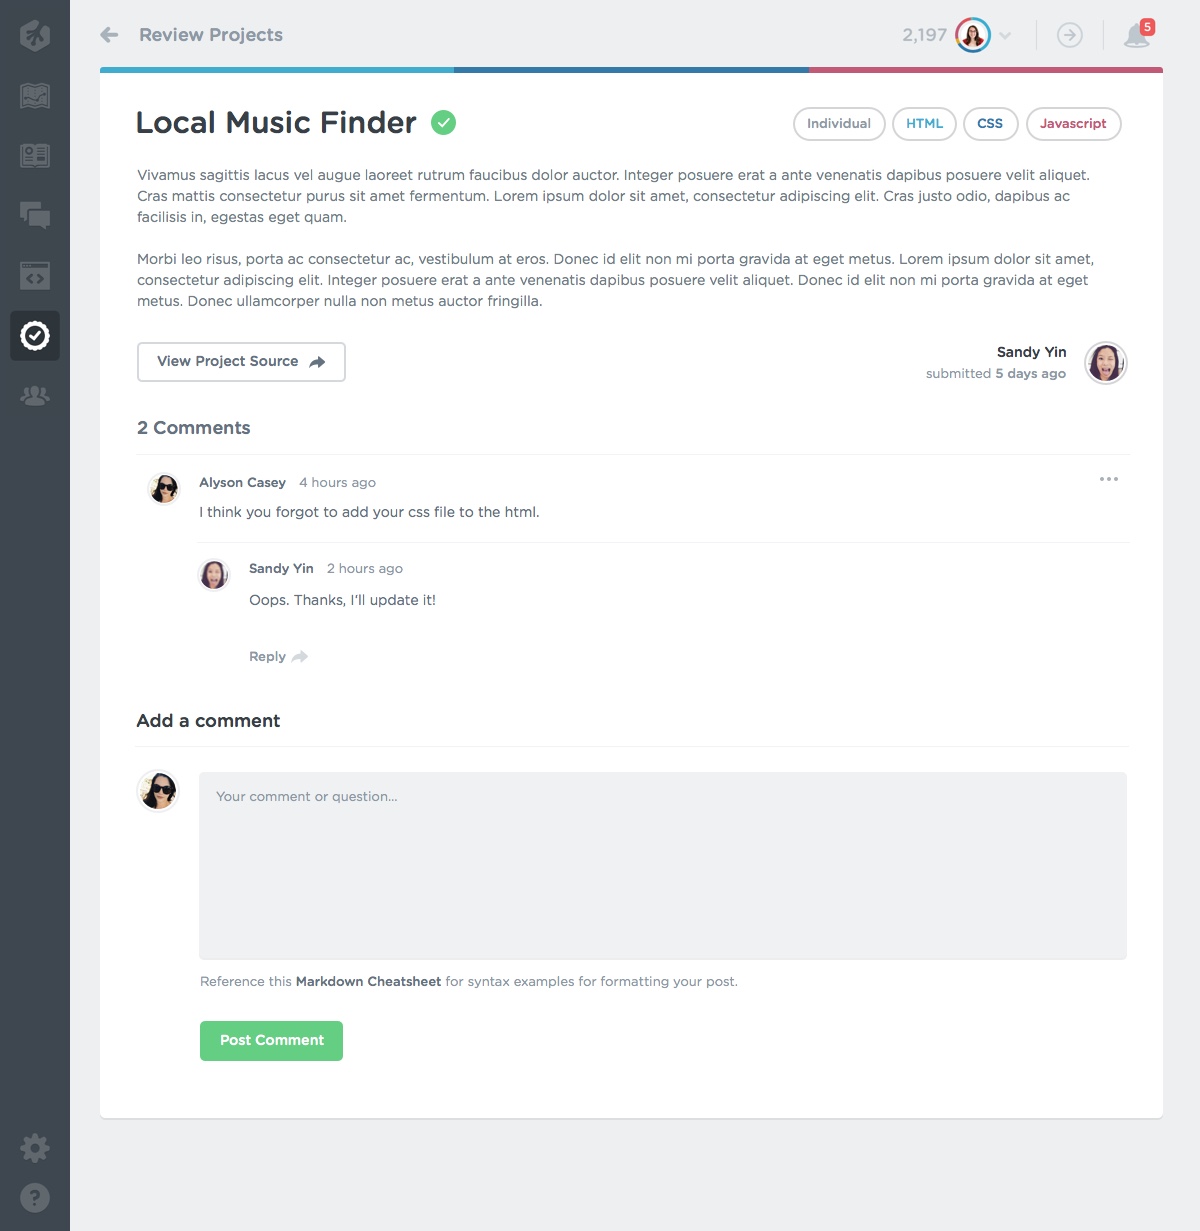 Review Projects
2,197
5
Local Music Finder
Individual
HTML
CSS
Javascript
Vivamus sagittis lacus vel augue laoreet rutrum faucibus dolor auctor. Integer posuere erat a ante venenatis dapibus posuere velit aliquet.
Cras mattis consectetur purus sit amet fermentum. Lorem ipsum dolor sit amet, consectetur adipiscing elit. Cras justo odio, dapibus ac
facilisis in, egestas eget quam.
Morbi leo risus, porta ac consectetur ac, vestibulum at eros. Donec id elit non mi porta gravida at eget metus. Lorem ipsum dolor sit amet,
consectetur adipiscing elit. Integer posuere erat a ante venenatis dapibus posuere velit aliquet. Donec id elit non mi porta gravida at eget
metus. Donec ullamcorper nulla non metus auctor fringilla.
View Project Source
Sandy Yin
submitted 5 days ago
2 Comments
Alyson Casey 4 hours ago
I think you forgot to add your css file to the html.
Sandy Yin 2 hours ago
Oops. Thanks, I'll update it!
Reply
Add a comment
Your comment or question...
Reference this Markdown Cheatsheet for syntax examples for formatting your post.
Post Comment
?